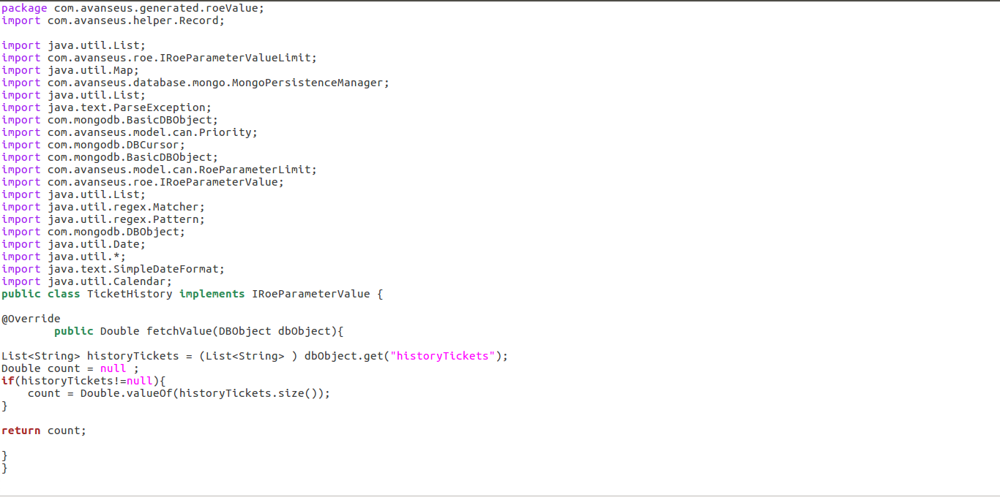 package com.avanseus.generated.roeValue;
import com.avanseus.helper.Record;
import java.util.List;
import com.avanseus.roe.IRoeParameterValueLimit;
import java.util.Map;
import com.avanseus.database.mongo.MongoPersistenceManager;
import java.util.List;
import java.text.ParseException;
import com.mongodb.BasicDBObject;
import com.avanseus.model.can.Priority;
import com.mongodb.DBCursor;
import com.mongodb.BasicDBObject;
import com.avanseus.model.can.RoeParameterLimit;
import com.avanseus.roe.IRoeParameterValue;
import java.util.List;
import java.util.regex.Matcher;
import java.util.regex.Pattern;
import com.mongodb.DBObject;
import java.util.Date;
import java.util.*;
import java.text.SimpleDateFormat;
import java.util.Calendar;
public class TicketHistory implements IRoeParameterValue {
@Override
        public Double fetchValue(DBObject dbObject){
List<String> historyTickets = (List<String> ) dbObject.get("historyTickets");
Double count = null ;
if(historyTickets!=null){
    count = Double.valueOf(historyTickets.size());
}
return count;
}
}